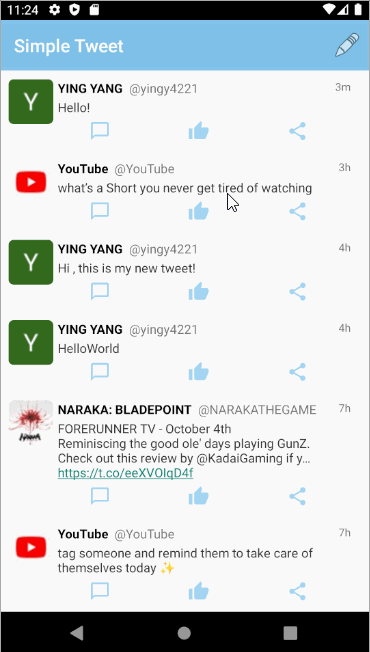 11:24
Simple Tweet
Y
YING YANG @yingy4221 3m
Hello!
YouTube @YouTube 3h
what's a Short you never get tired of watching
Y
YING YANG @yingy4221 4h
Hi , this is my new tweet!
Y
YING YANG @yingy4221 4h
HelloWorld
NARAKA: BLADEPOINT @NARAKATHEGAME 7h
FORERUNNER TV - October 4th
Reminiscing the good ole' days playing GunZ.
Check out this review by @KadaiGaming if y…
https://t.co/eeXVOIqD4f
YouTube @YouTube 7h
tag someone and remind them to take care of
themselves today ✨